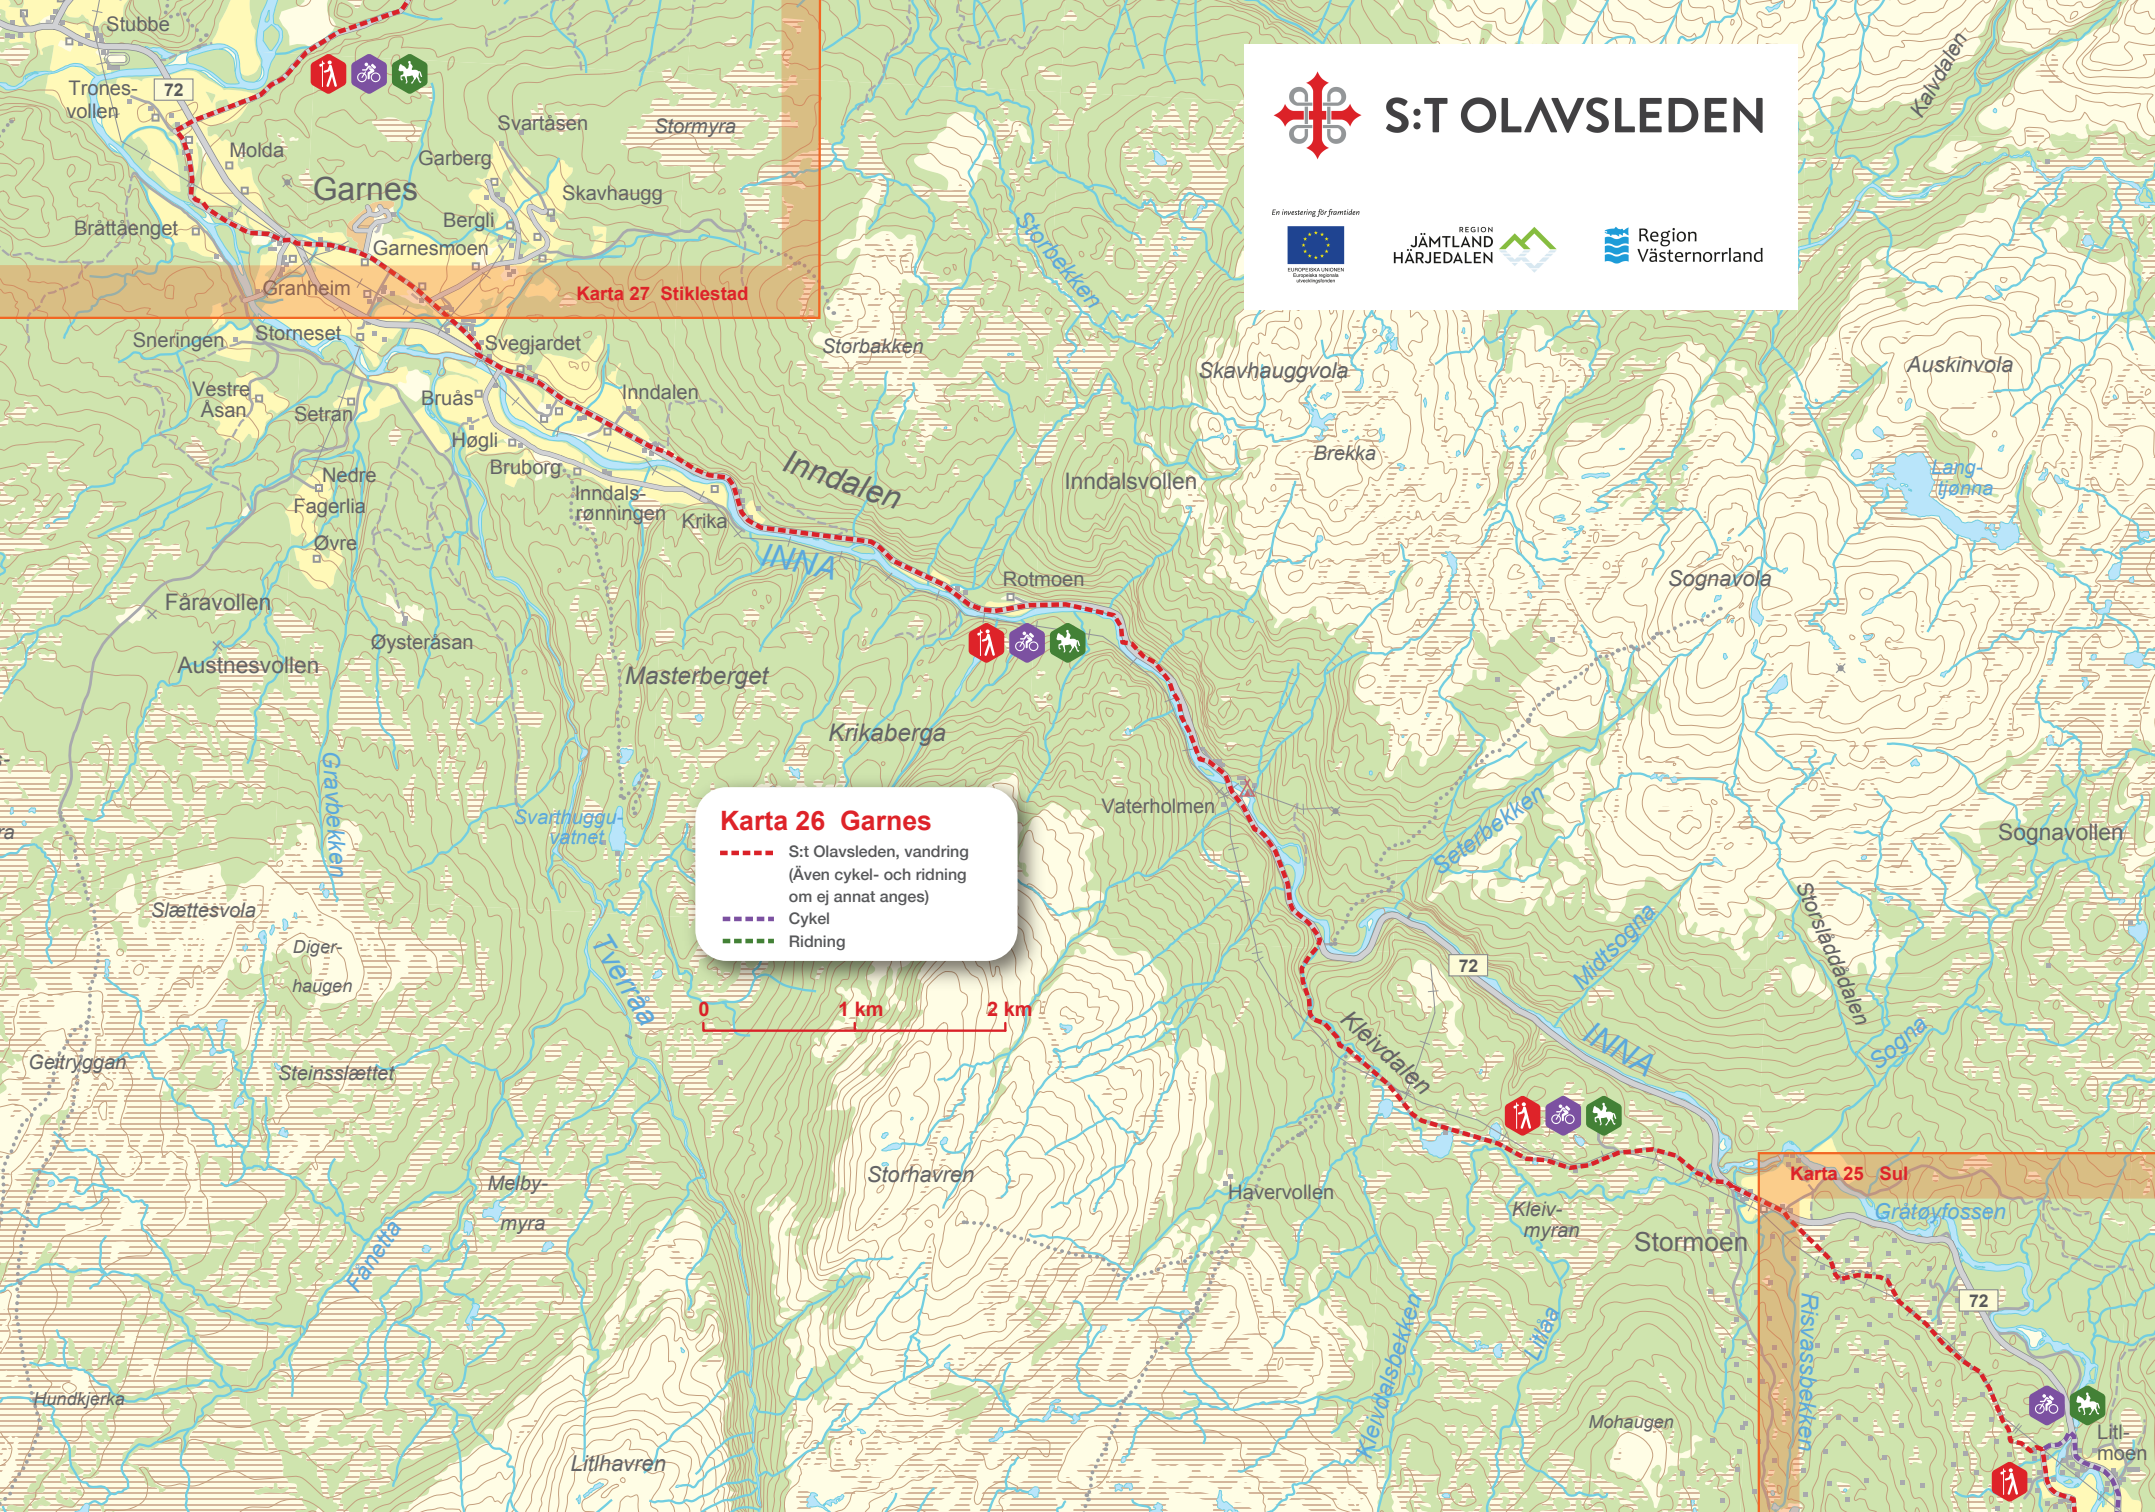 Stubbe
Trones-
vollen
72
Molda
Garnes
Svartåsen
Garberg
Stormyra
Skavhaugg
Bergli
Bråttåenget
Garnesmoen
Granheim
Karta 27 Stiklestad
Sneringen
Storneset
Svegjardet
Vestre
Åsan
Setran
Bruås
Inndalen
Høgli
Bruborg
Nedre
Fagerlia
Øvre
Inndals-
rønningen
Krika
Inndalen
INNA
Fåravollen
Øysteråsan
Austnesvollen
Masterberget
Krikaberga
Rotmoen
Storbekken
Storbakken
Inndalsvollen
Skavhauggvola
Brekka
S:T OLAVSLEDEN
En investering för framtiden
EUROPEISKA UNIONEN
Europeiska regionala
utvecklingsfonden
REGION
JÄMTLAND
HÄRJEDALEN
Region
Västernorrland
Kalvdalen
Auskinvola
Lang-
tjønna
Sognavola
Sognavollen
Vaterholmen
Seterbekken
Midtsogna
Storsläddådalen
Sogna
72
INNA
Kleivdalen
Gravbekken
Svarthuggu-
vatnet
Karta 26 Garnes
S:t Olavsleden, vandring
(Även cykel- och ridning
om ej annat anges)
Cykel
Ridning
0
1 km
2 km
Slættesvola
Diger-
haugen
Tverråa
Geitryggan
Steinsslættet
Melby-
myra
Fånetta
Hundkjerka
Litlhavren
Storhavren
Havervollen
Kleiv-
myran
Stormoen
Kleivdalsbekken
Litlåa
Mohaugen
Karta 25 Sul
Gråtøyfossen
72
Risvassbekken
Litl-
moen